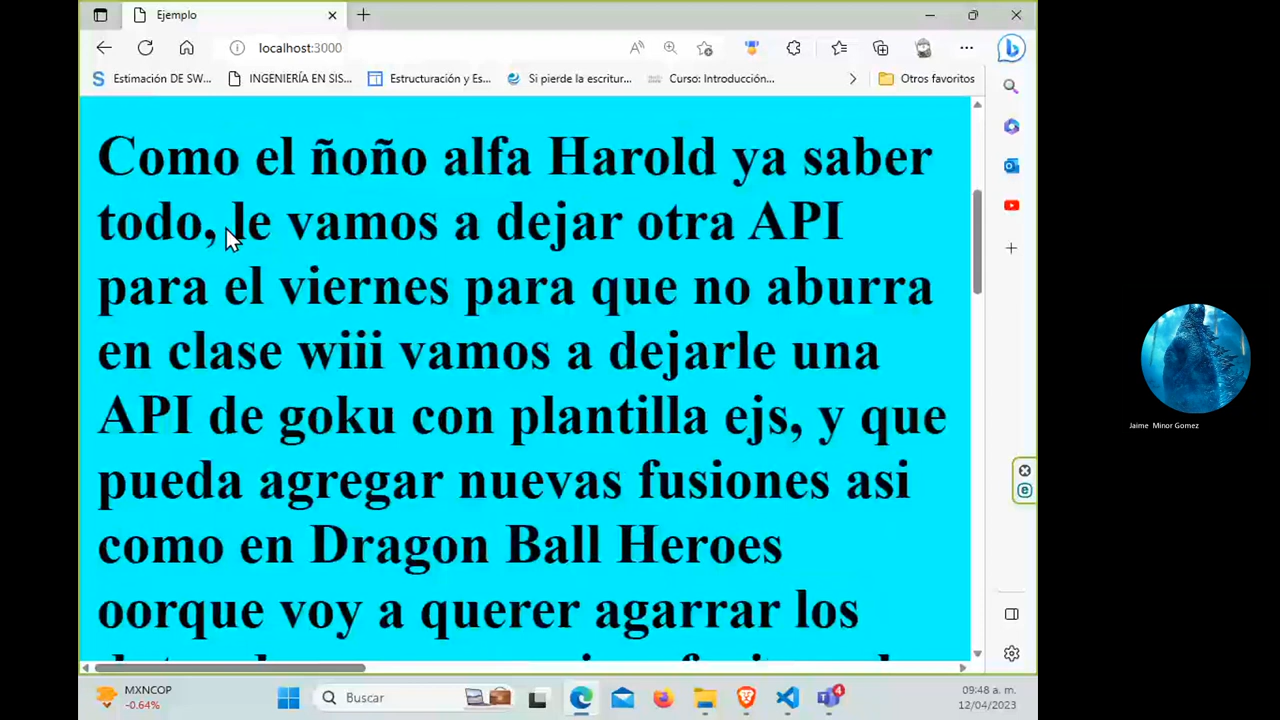 Ejemplo
localhost:3000
Estimación DE SW...
INGENIERÍA EN SIS...
Estructuración y Es...
Si pierde la escritur...
Curso: Introducción...
Otros favoritos
Como el ñoño alfa Harold ya saber
todo, le vamos a dejar otra API
para el viernes para que no aburra
en clase wiii vamos a dejarle una
API de goku con plantilla ejs, y que
pueda agregar nuevas fusiones asi
como en Dragon Ball Heroes
oorque voy a querer agarrar los
Jaime Minor Gomez
MXNCOP
-0.64%
Buscar
4
09:48 a. m.
12/04/2023